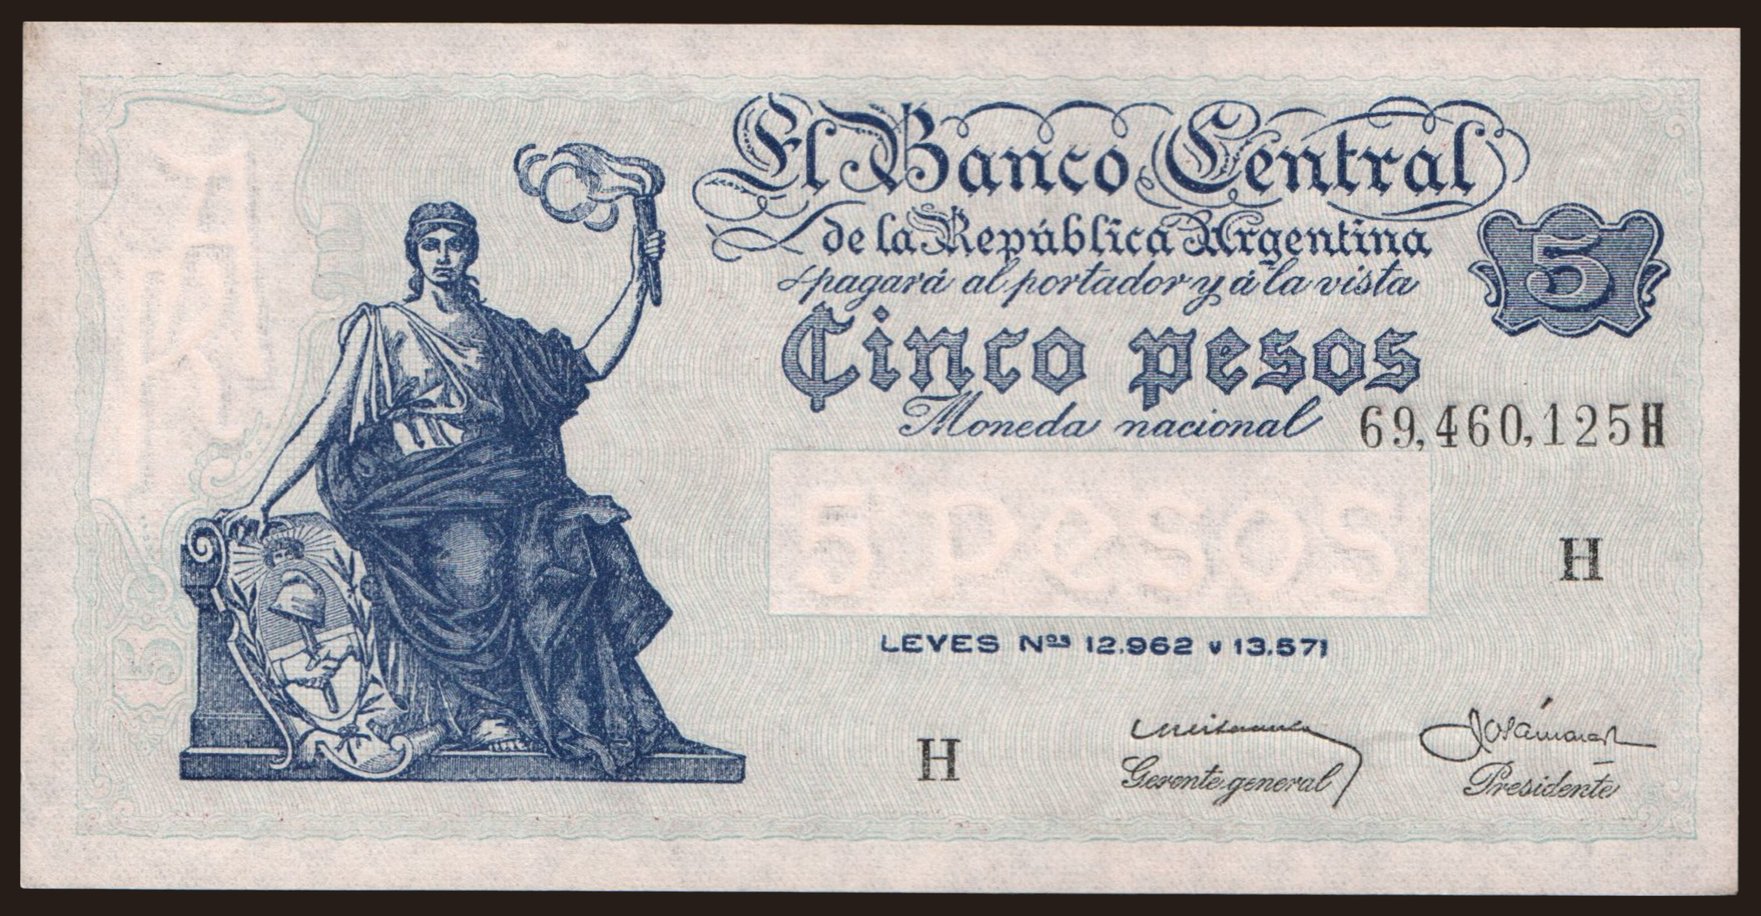 El Banco Central
de la República Argentina
pagará al portador y á la vista
5
Cinco pesos
Moneda nacional
69,460,125H
5 Pesos
H
LEYES Nos 12.962 y 13.571
H
Gerente general
Presidente
5